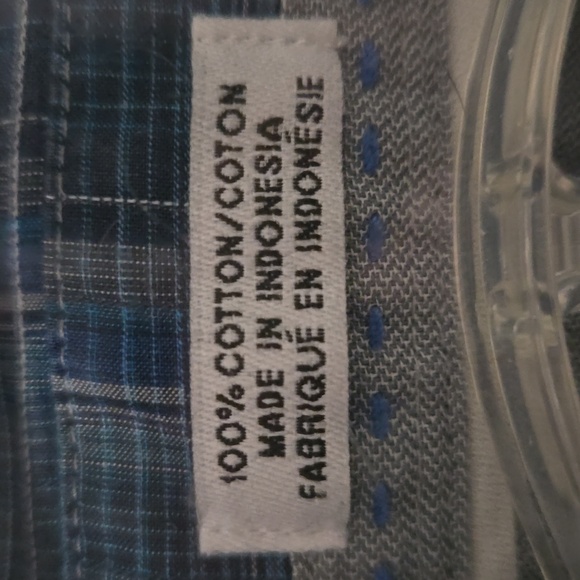 100% COTTON/COTON
MADE IN INDONESIA
FABRIQUÉ EN INDONÉSIE